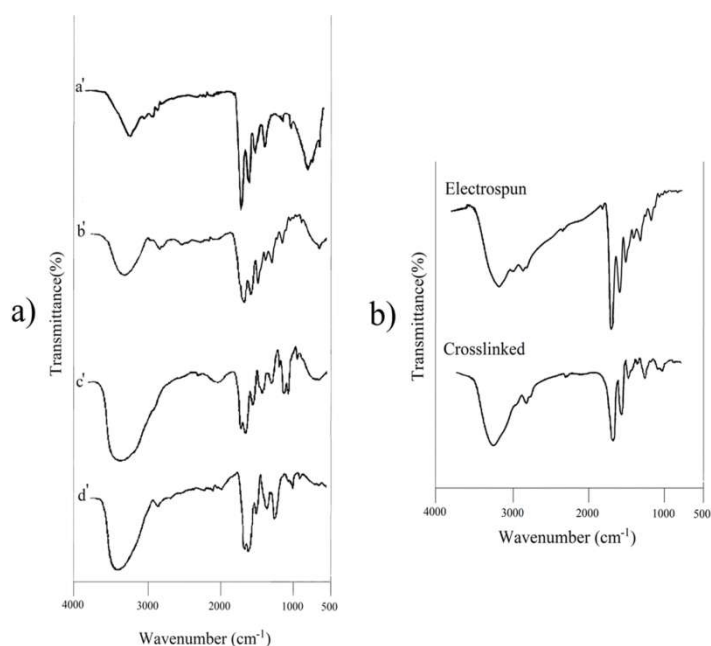 a)
Transmittance(%)
a'
b'
c'
d'
4000 3000 2000 1000 500
Wavenumber (cm-1)
b)
Transmittance(%)
Electrospun
Crosslinked
4000 3000 2000 1000 500
Wavenumber (cm-1)